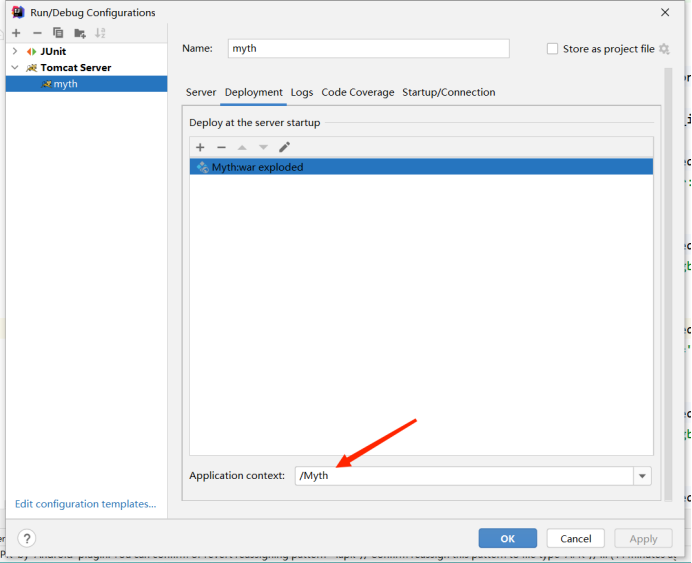 Run/Debug Configurations
JUnit
Tomcat Server
myth
Name: myth
Store as project file
Server Deployment Logs Code Coverage Startup/Connection
Deploy at the server startup
Myth:war exploded
Application context: /Myth
Edit configuration templates...
?
OK
Cancel
Apply